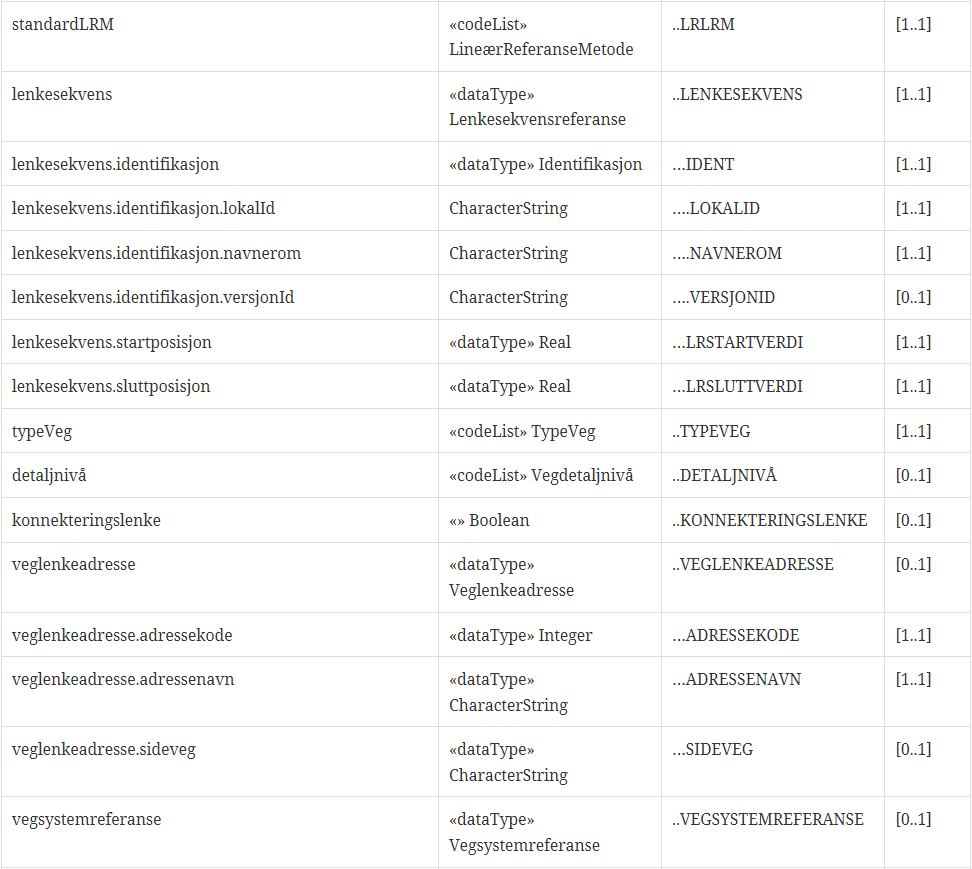 standardLRM «codeList» ..LRLRM [1..1]
LineærReferanseMetode
lenkesekvens «dataType» ..LENKESEKVENS [1..1]
Lenkesekvensreferanse
lenkesekvens.identifikasjon «dataType» Identifikasjon ...IDENT [1..1]
lenkesekvens.identifikasjon.lokalId CharacterString ....LOKALID [1..1]
lenkesekvens.identifikasjon.navnerom CharacterString ....NAVNEROM [1..1]
lenkesekvens.identifikasjon.versjonId CharacterString ....VERSJONID [0..1]
lenkesekvens.startposisjon «dataType» Real ...LRSTARTVERDI [1..1]
lenkesekvens.sluttposisjon «dataType» Real ...LRSLUTTVERDI [1..1]
typeVeg «codeList» TypeVeg ..TYPEVEG [1..1]
detaljnivå «codeList» Vegdetaljnivå ..DETALJNIVÅ [0..1]
konnekteringslenke «» Boolean ..KONNEKTERINGSLENKE [0..1]
veglenkeadresse «dataType» ..VEGLENKEADRESSE [0..1]
Veglenkeadresse
veglenkeadresse.adressekode «dataType» Integer ...ADRESSEKODE [1..1]
veglenkeadresse.adressenavn «dataType» ...ADRESSENAVN [1..1]
CharacterString
veglenkeadresse.sideveg «dataType» ...SIDEVEG [0..1]
CharacterString
vegsystemreferanse «dataType» ..VEGSYSTEMREFERANSE [0..1]
Vegsystemreferanse